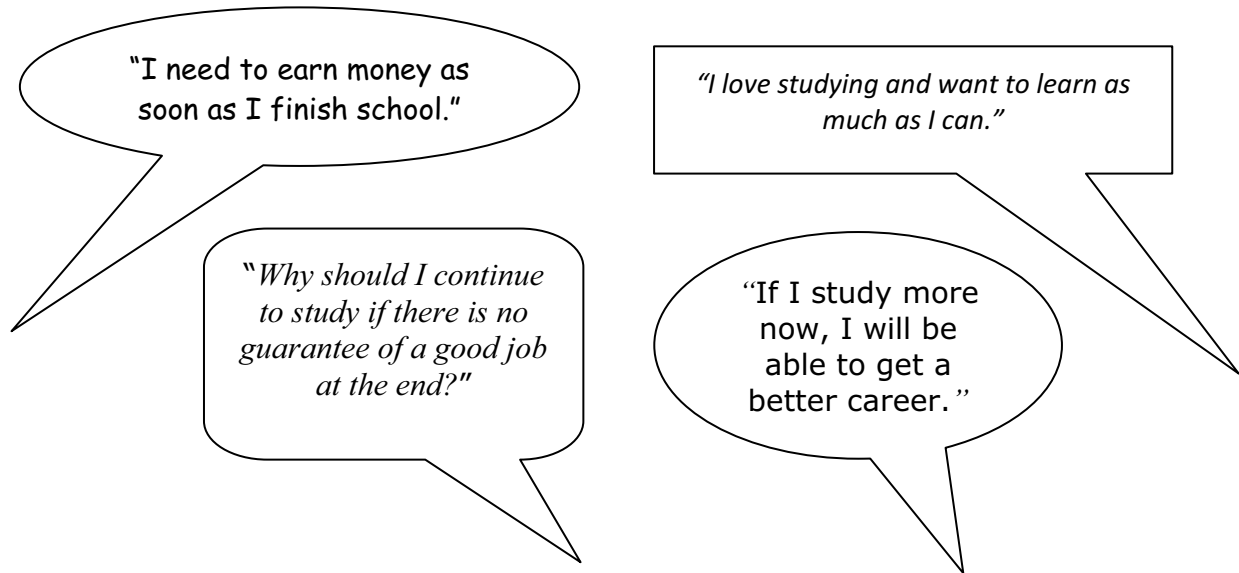 "I need to earn money as
soon as I finish school."
“I love studying and want to learn as
much as I can.”
"Why should I continue
to study if there is no
guarantee of a good job
at the end?"
“If I study more
now, I will be
able to get a
better career.”